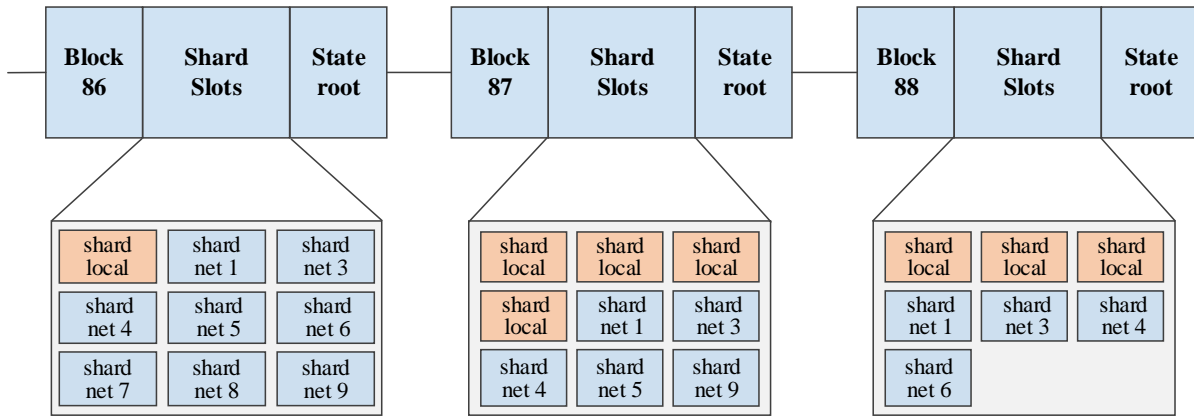 Block
86
Shard
Slots
State
root
Block
87
Shard
Slots
State
root
Block
88
Shard
Slots
State
root
shard
local
shard
net 1
shard
net 3
shard
net 4
shard
net 5
shard
net 6
shard
net 7
shard
net 8
shard
net 9
shard
local
shard
local
shard
local
shard
local
shard
net 1
shard
net 3
shard
net 4
shard
net 5
shard
net 9
shard
local
shard
local
shard
local
shard
net 1
shard
net 3
shard
net 4
shard
net 6